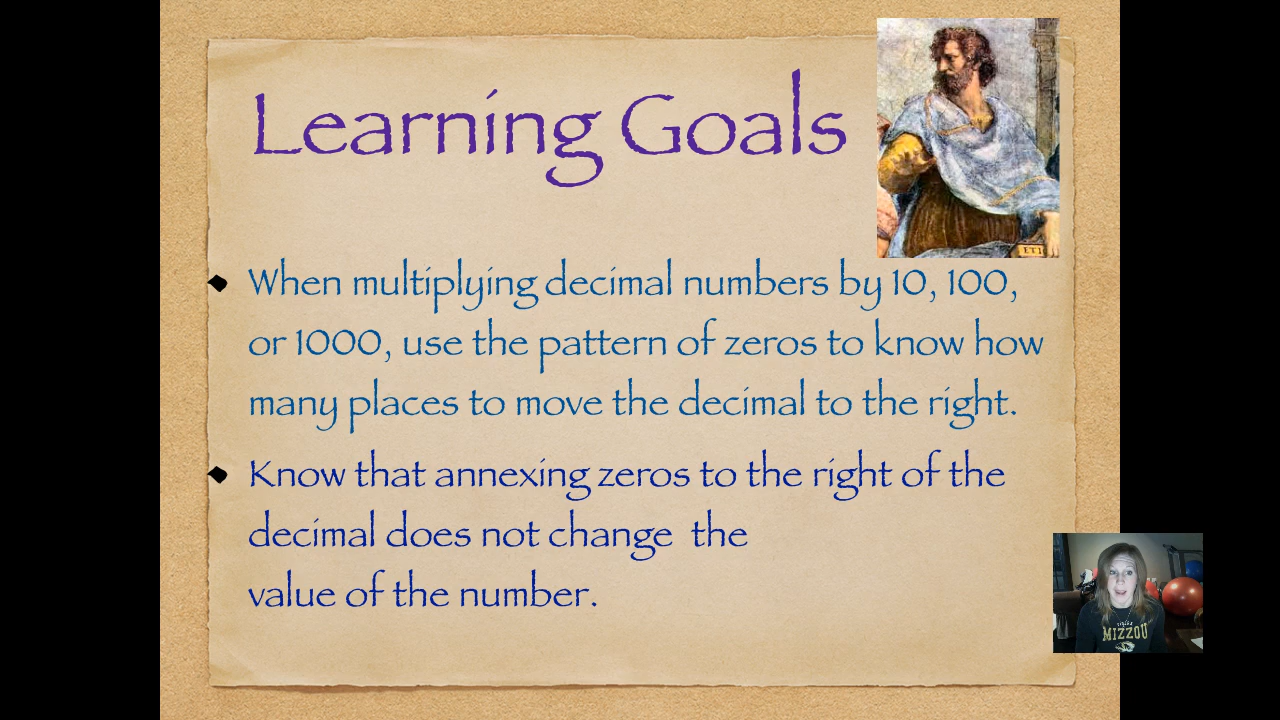 Learning Goals
When multiplying decimal numbers by 10, 100,
or 1000, use the pattern of zeros to know how
many places to move the decimal to the right.
Know that annexing zeros to the right of the
decimal does not change the
value of the number.
ETI
MIZZOU